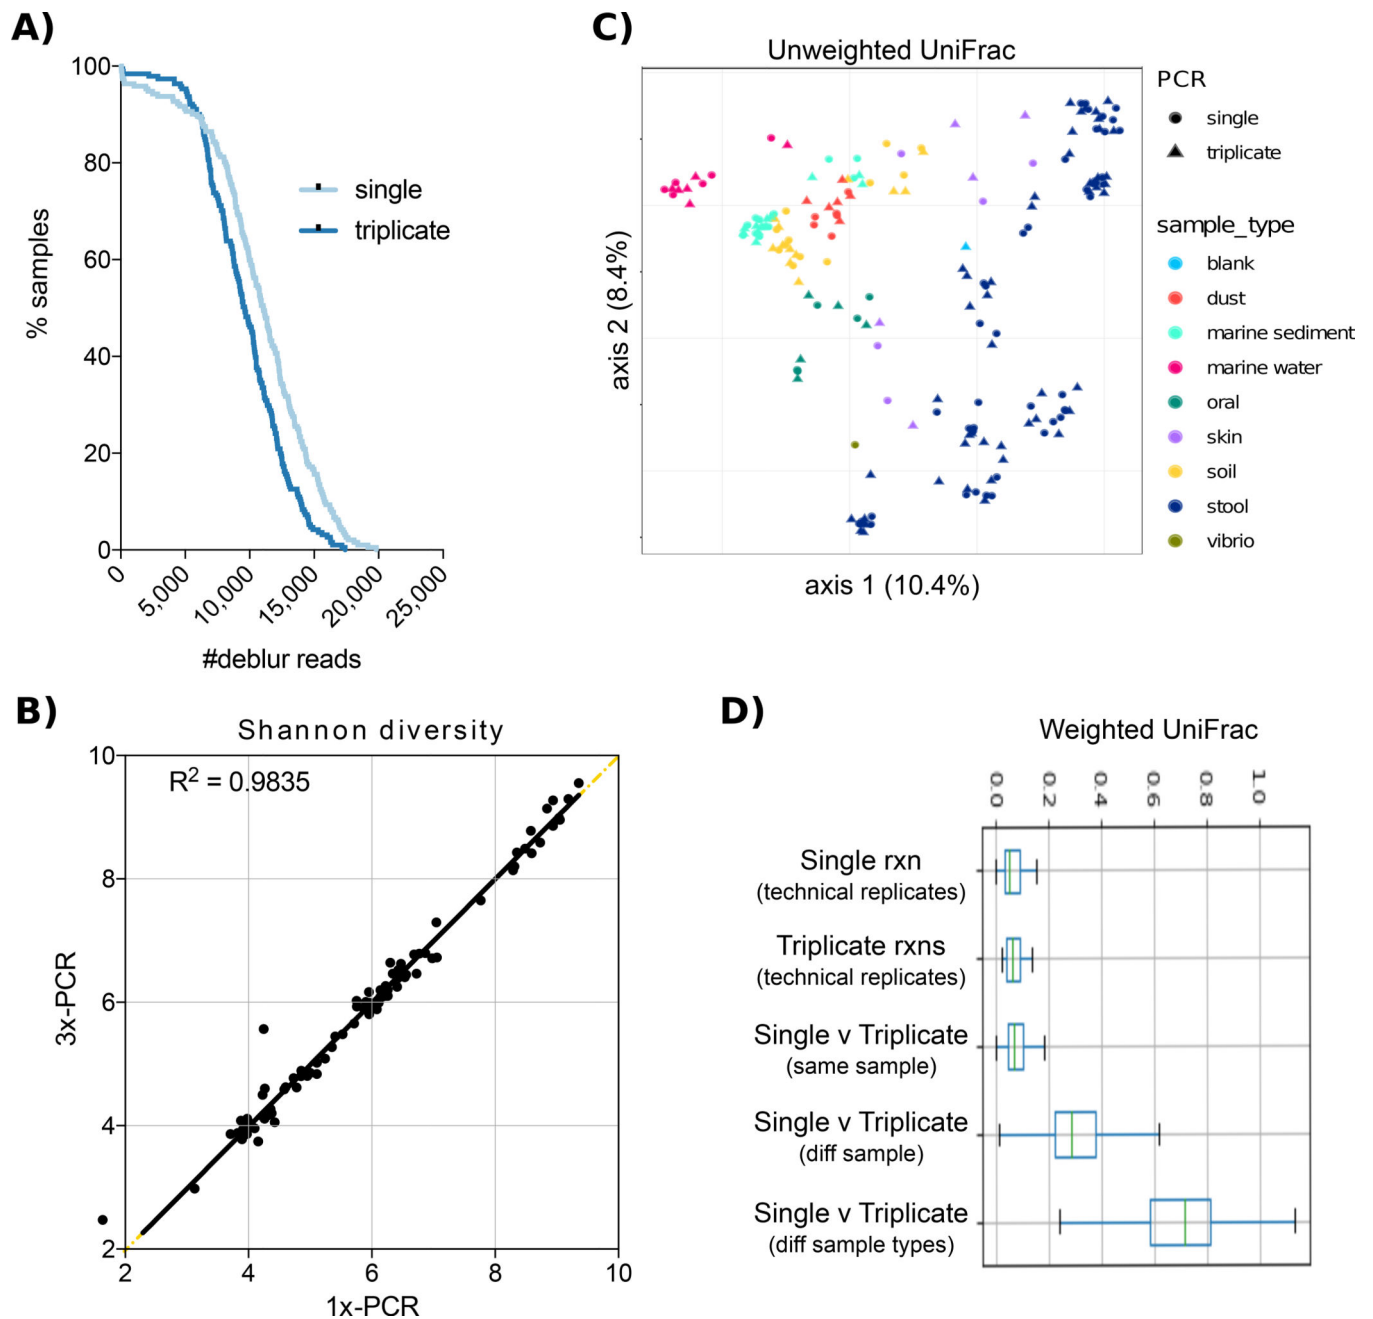 A)
100
80
60
40
20
0
% samples
single
triplicate
0
5,000
10,000
15,000
20,000
25,000
#deblur reads
C)
Unweighted UniFrac
axis 2 (8.4%)
axis 1 (10.4%)
PCR
single
triplicate
sample_type
blank
dust
marine sediment
marine water
oral
skin
soil
stool
vibrio
B)
Shannon diversity
R² = 0.9835
10
8
6
4
2
3x-PCR
2
4
6
8
10
1x-PCR
D)
Weighted UniFrac
0.0
0.2
0.4
0.6
0.8
1.0
Single rxn
(technical replicates)
Triplicate rxns
(technical replicates)
Single v Triplicate
(same sample)
Single v Triplicate
(diff sample)
Single v Triplicate
(diff sample types)